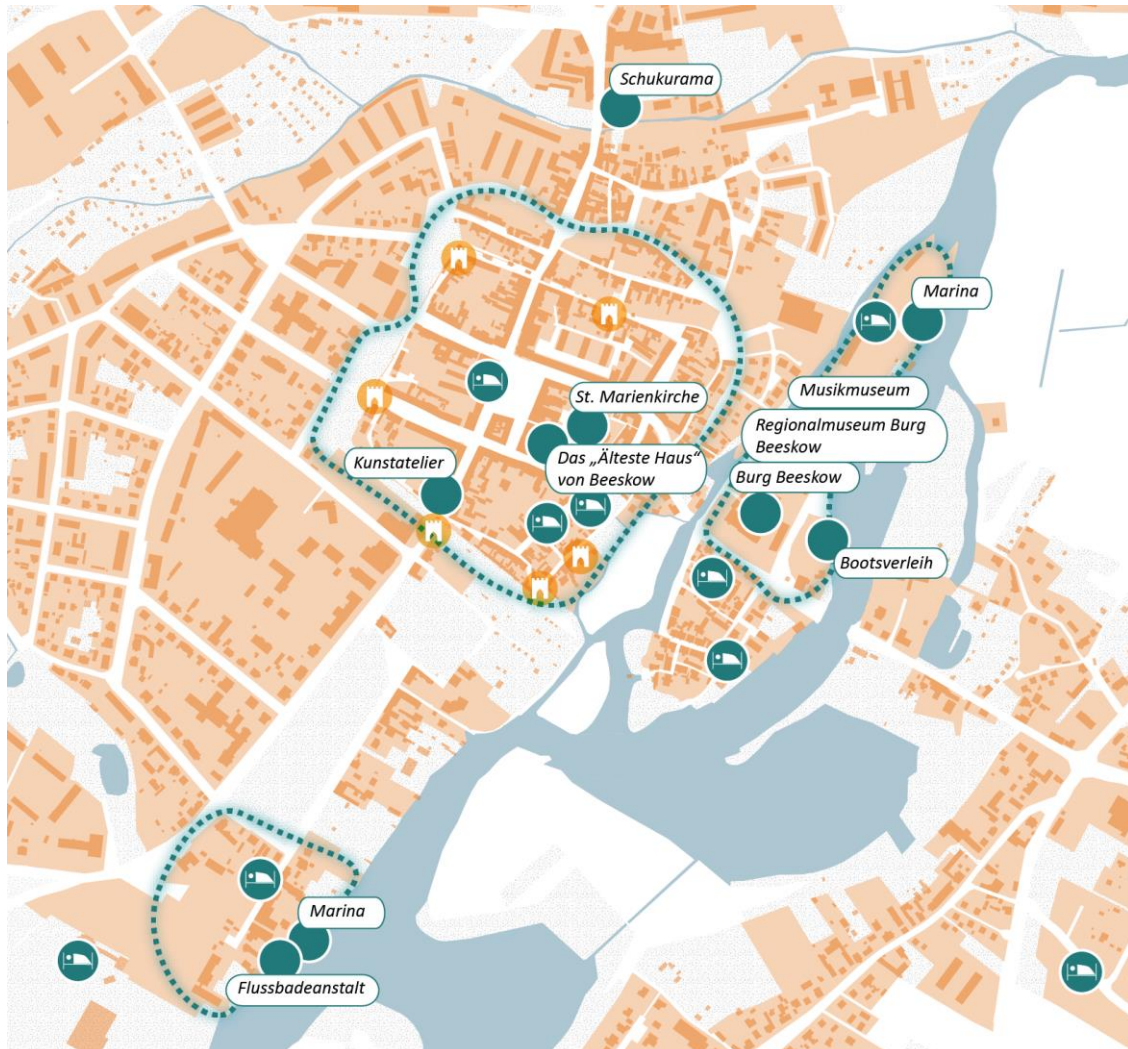 Schukurama
Marina
Musikmuseum
St. Marienkirche
Regionalmuseum Burg
Beeskow
Kunstatelier
Das „Älteste Haus“
von Beeskow
Burg Beeskow
Bootsverleih
Marina
Flussbadeanstalt